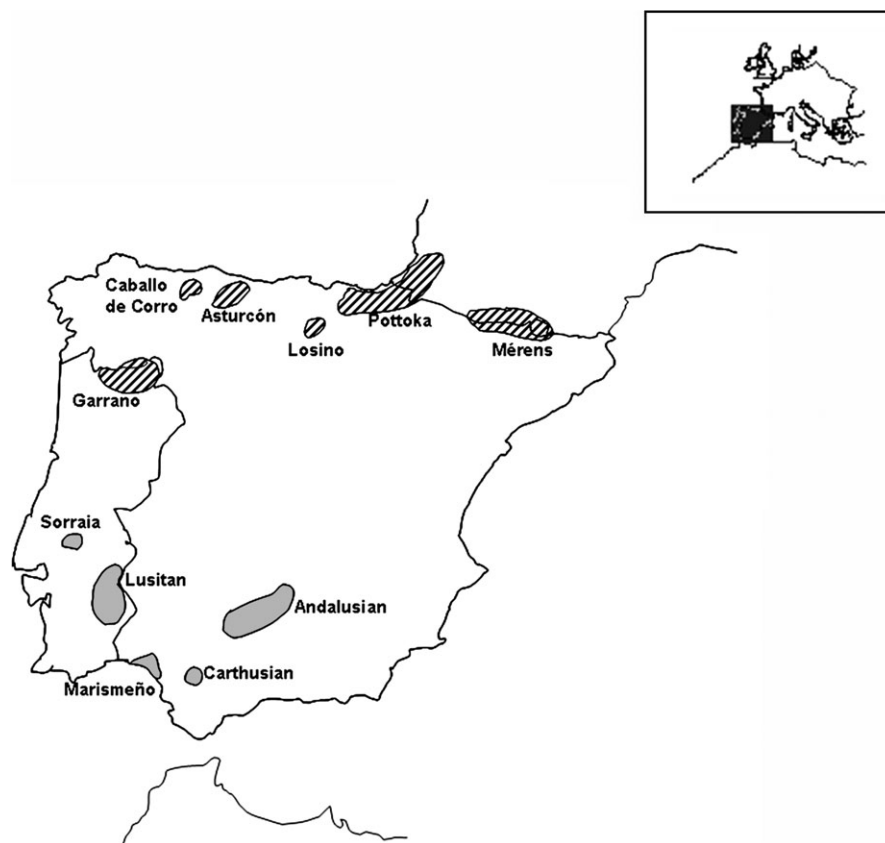 Caballo
de Corro
Asturcón
Pottoka
Losino
Mérens
Garrano
Sorraia
Lusitan
Andalusian
Carthusian
Marismeño